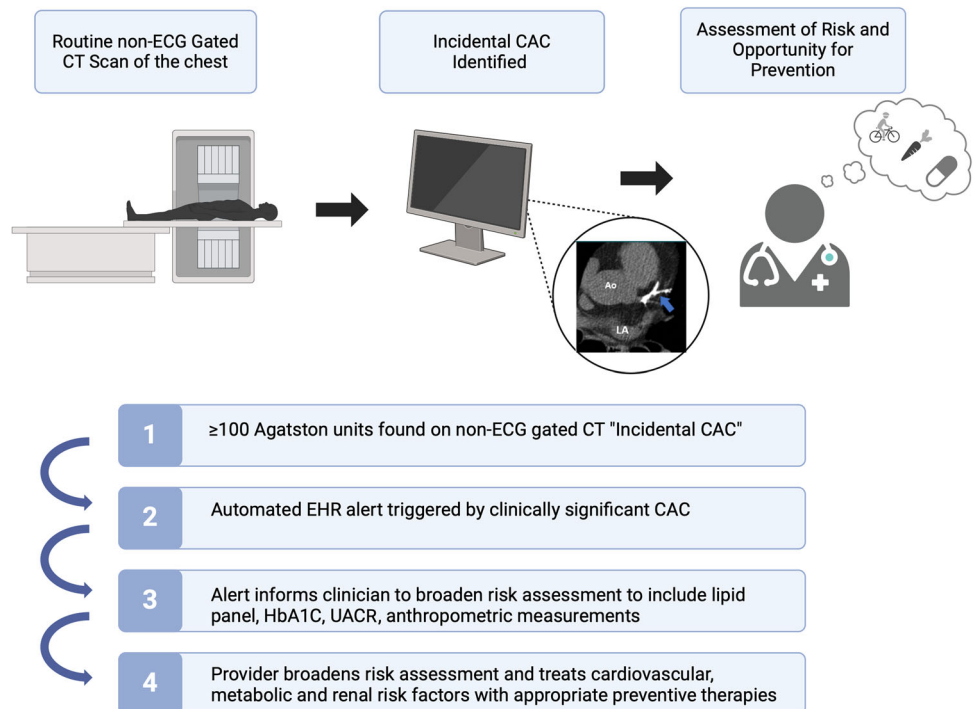 Routine non-ECG Gated
CT Scan of the chest
Incidental CAC
Identified
Assessment of Risk and
Opportunity for
Prevention
Ao
LA
1
≥100 Agatston units found on non-ECG gated CT "Incidental CAC"
2
Automated EHR alert triggered by clinically significant CAC
3
Alert informs clinician to broaden risk assessment to include lipid
panel, HbA1C, UACR, anthropometric measurements
4
Provider broadens risk assessment and treats cardiovascular,
metabolic and renal risk factors with appropriate preventive therapies